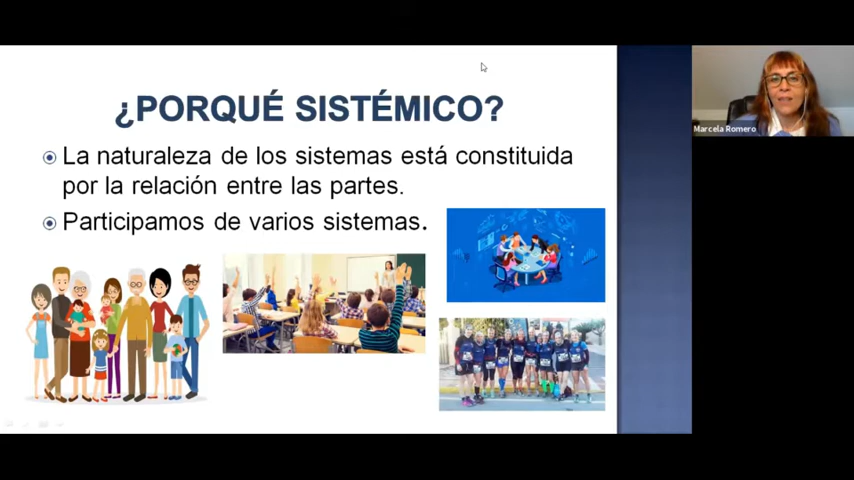 ¿PORQUÉ SISTÉMICO?
La naturaleza de los sistemas está constituida
por la relación entre las partes.
Participamos de varios sistemas.
Marcela Romero